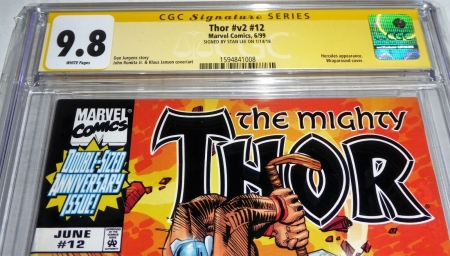 CGC Signature SERIES
9.8
WHITE Pages
Thor #v2 #12
Marvel Comics, 6/99
SIGNED BY STAN LEE ON 1/14/16
Dan Jurgens story
John Romita Jr. & Klaus Janson cover/art
1594841008
Hercules appearance.
Wraparound cover.
MARVEL
COMICS
DOUBLE-SIZED
ANNIVERSARY
ISSUE!
JUNE
#12
the mighty
THOR